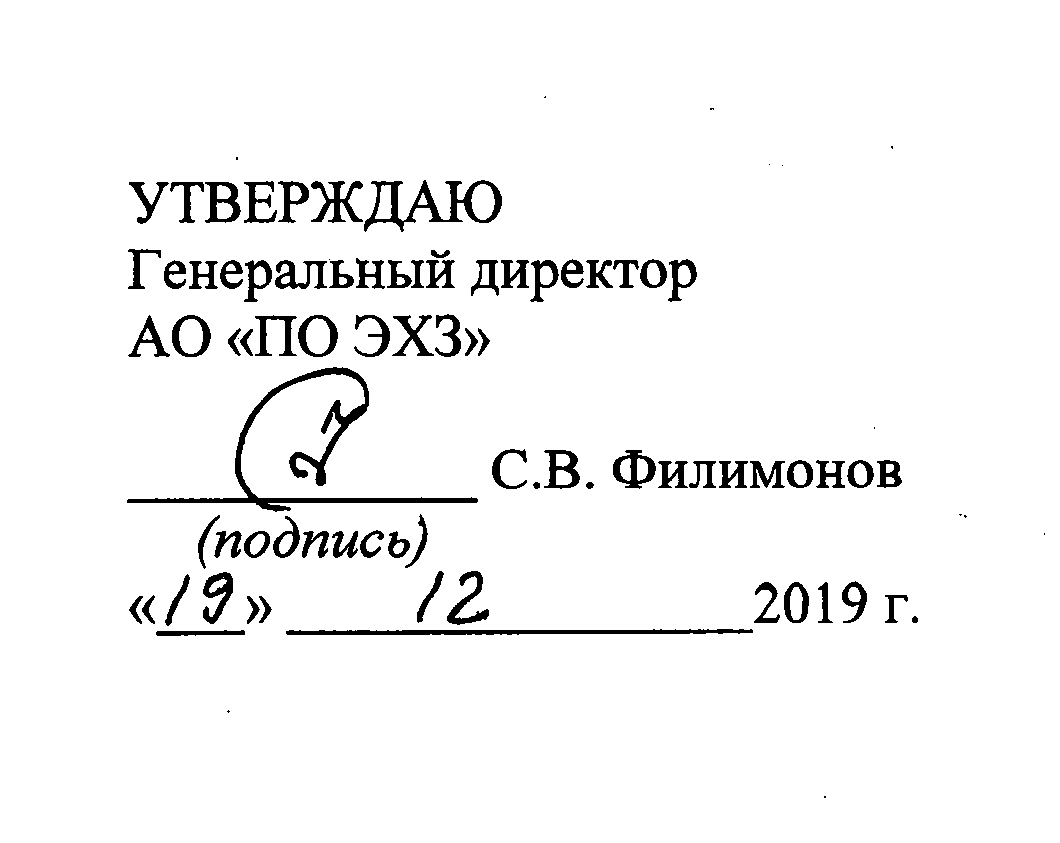 УТВЕРЖДАЮ
Генеральный директор
АО «ПО ЭХЗ»
С.В. Филимонов
(подпись)
«19» 12 2019 г.